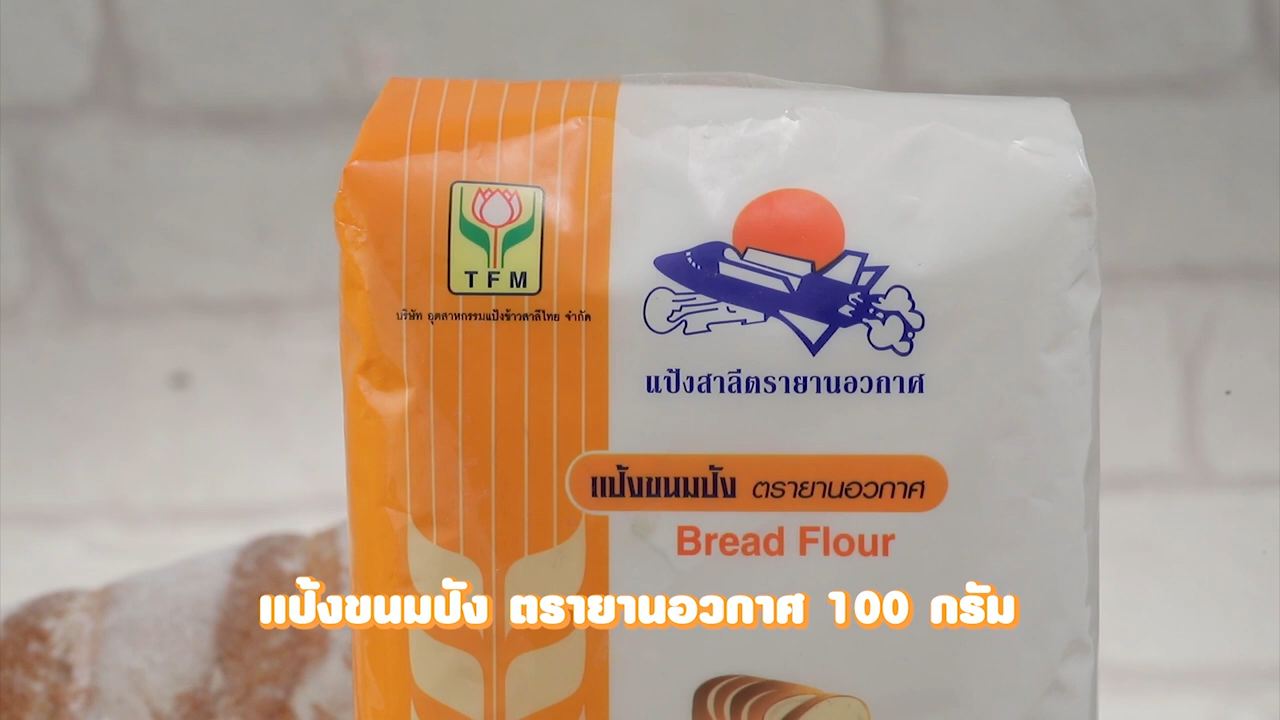 TFM
บริษัท อุตสาหกรรมแป้งข้าวสาลีไทย จำกัด
แป้งสาลีตรายานอวกาศ
แป้งขนมปัง ตรายานอวกาศ
Bread Flour
แป้งขนมปัง ตรายานอวกาศ 100 กรัม